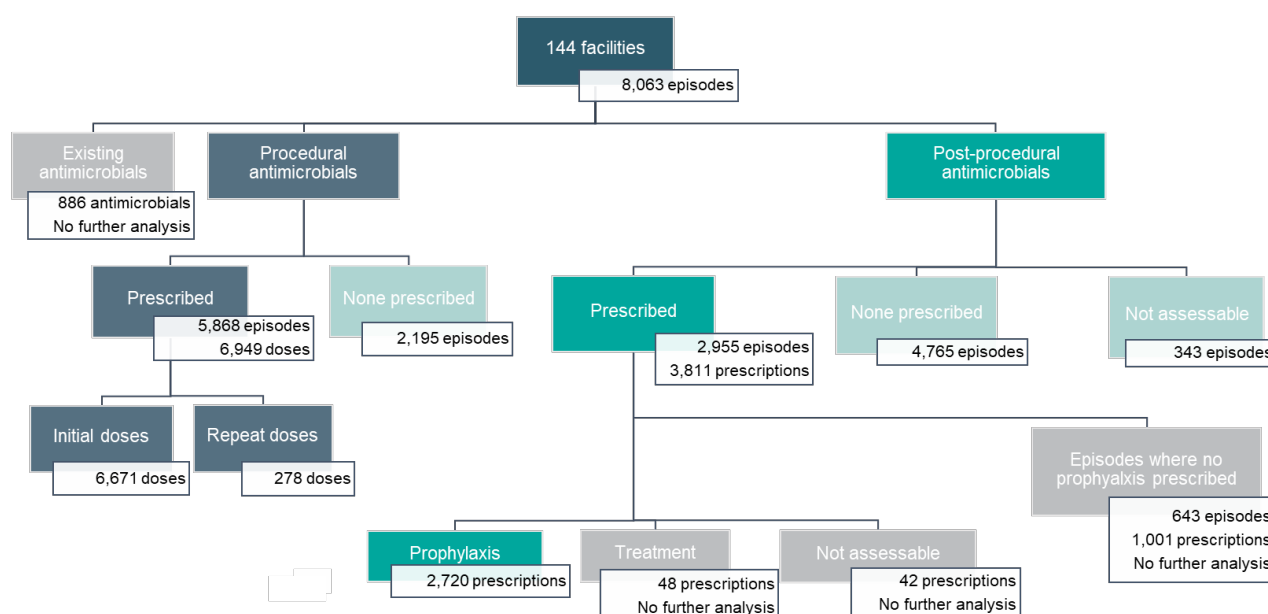 144 facilities
8,063 episodes
Existing
antimicrobials
886 antimicrobials
No further analysis
Procedural
antimicrobials
Post-procedural
antimicrobials
Prescribed
5,868 episodes
6,949 doses
None prescribed
2,195 episodes
Prescribed
2,955 episodes
3,811 prescriptions
None prescribed
4,765 episodes
Not assessable
343 episodes
Initial doses
6,671 doses
Repeat doses
278 doses
Episodes where no
prophyalxis prescribed
643 episodes
1,001 prescriptions
No further analysis
Prophylaxis
2,720 prescriptions
Treatment
48 prescriptions
No further analysis
Not assessable
42 prescriptions
No further analysis